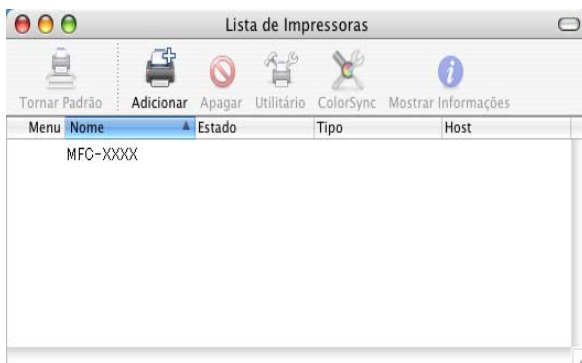 Lista de Impressoras
Tornar Padrão Adicionar Apagar Utilitário ColorSync Mostrar Informações
Menu Nome Estado Tipo Host
MFC-XXXX